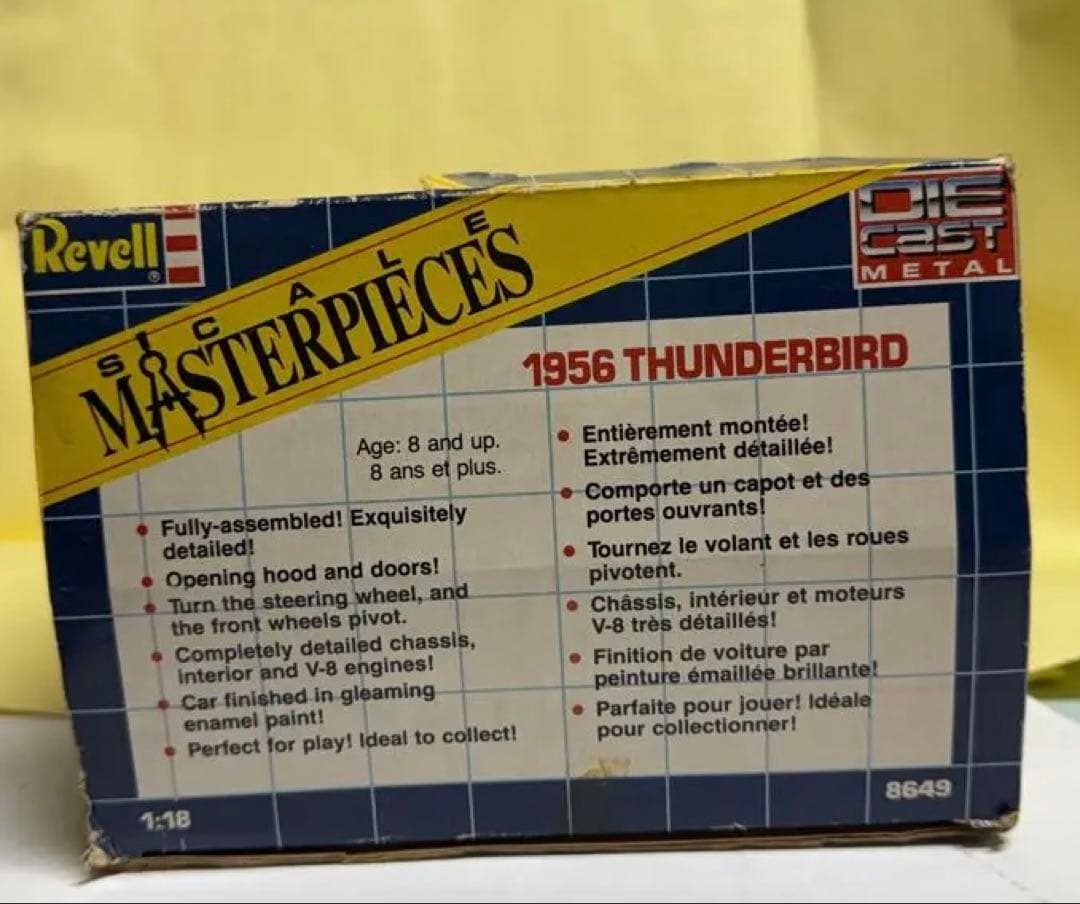 Revell®
SCALE
MASTERPIECES
DIE
CAST
METAL
1956 THUNDERBIRD
Age: 8 and up.
8 ans et plus.
• Fully-assembled! Exquisitely
detailed!
• Opening hood and doors!
• Turn the steering wheel, and
the front wheels pivot.
• Completely detailed chassis,
interior and V-8 engines!
• Car finished in gleaming
enamel paint!
• Perfect for play! Ideal to collect!
• Entièrement montée!
Extrêmement détaillée!
• Comporte un capot et des
portes ouvrants!
• Tournez le volant et les roues
pivotent.
• Châssis, intérieur et moteurs
V-8 très détaillés!
• Finition de voiture par
peinture émaillée brillante!
• Parfaite pour jouer! Idéale
pour collectionner!
1:18
8649